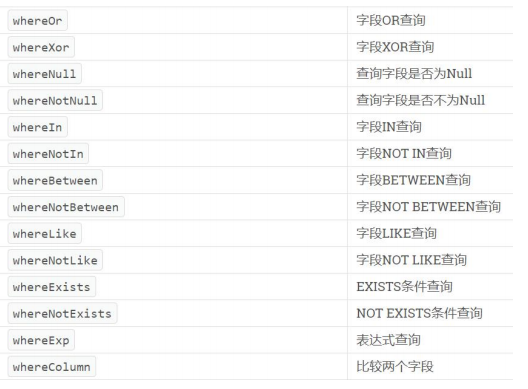 whereOr 字段OR查询
whereXor 字段XOR查询
whereNull 查询字段是否为Null
whereNotNull 查询字段是否不为Null
whereIn 字段IN查询
whereNotIn 字段NOT IN查询
whereBetween 字段BETWEEN查询
whereNotBetween 字段NOT BETWEEN查询
whereLike 字段LIKE查询
whereNotLike 字段NOT LIKE查询
whereExists EXISTS条件查询
whereNotExists NOT EXISTS条件查询
whereExp 表达式查询
whereColumn 比较两个字段